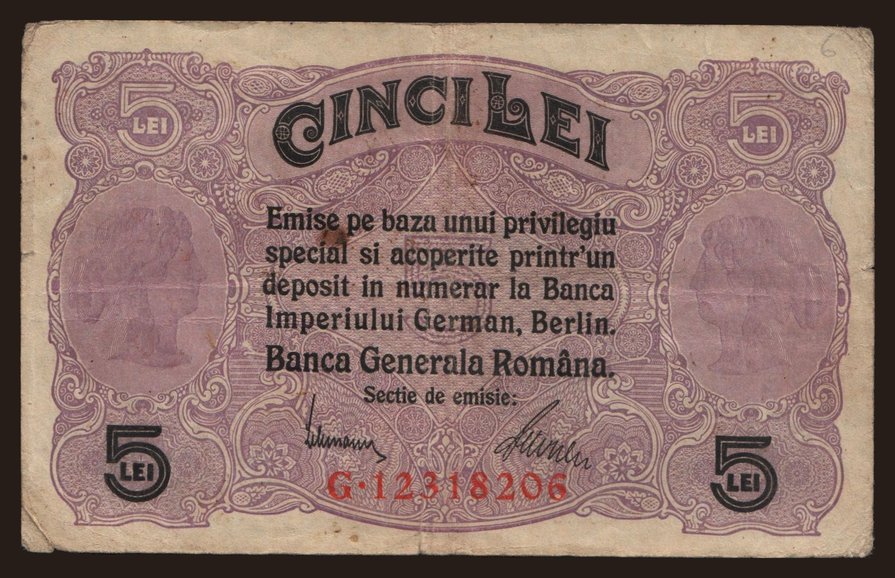 6
5 LEI
CINCI LEI
5 LEI
Emise pe baza unui privilegiu
special si acoperite printr'un
deposit in numerar la Banca
Imperiului German, Berlin.
Banca Generala Româna.
Sectie de emisie:
5 LEI
5 LEI
G·12318206